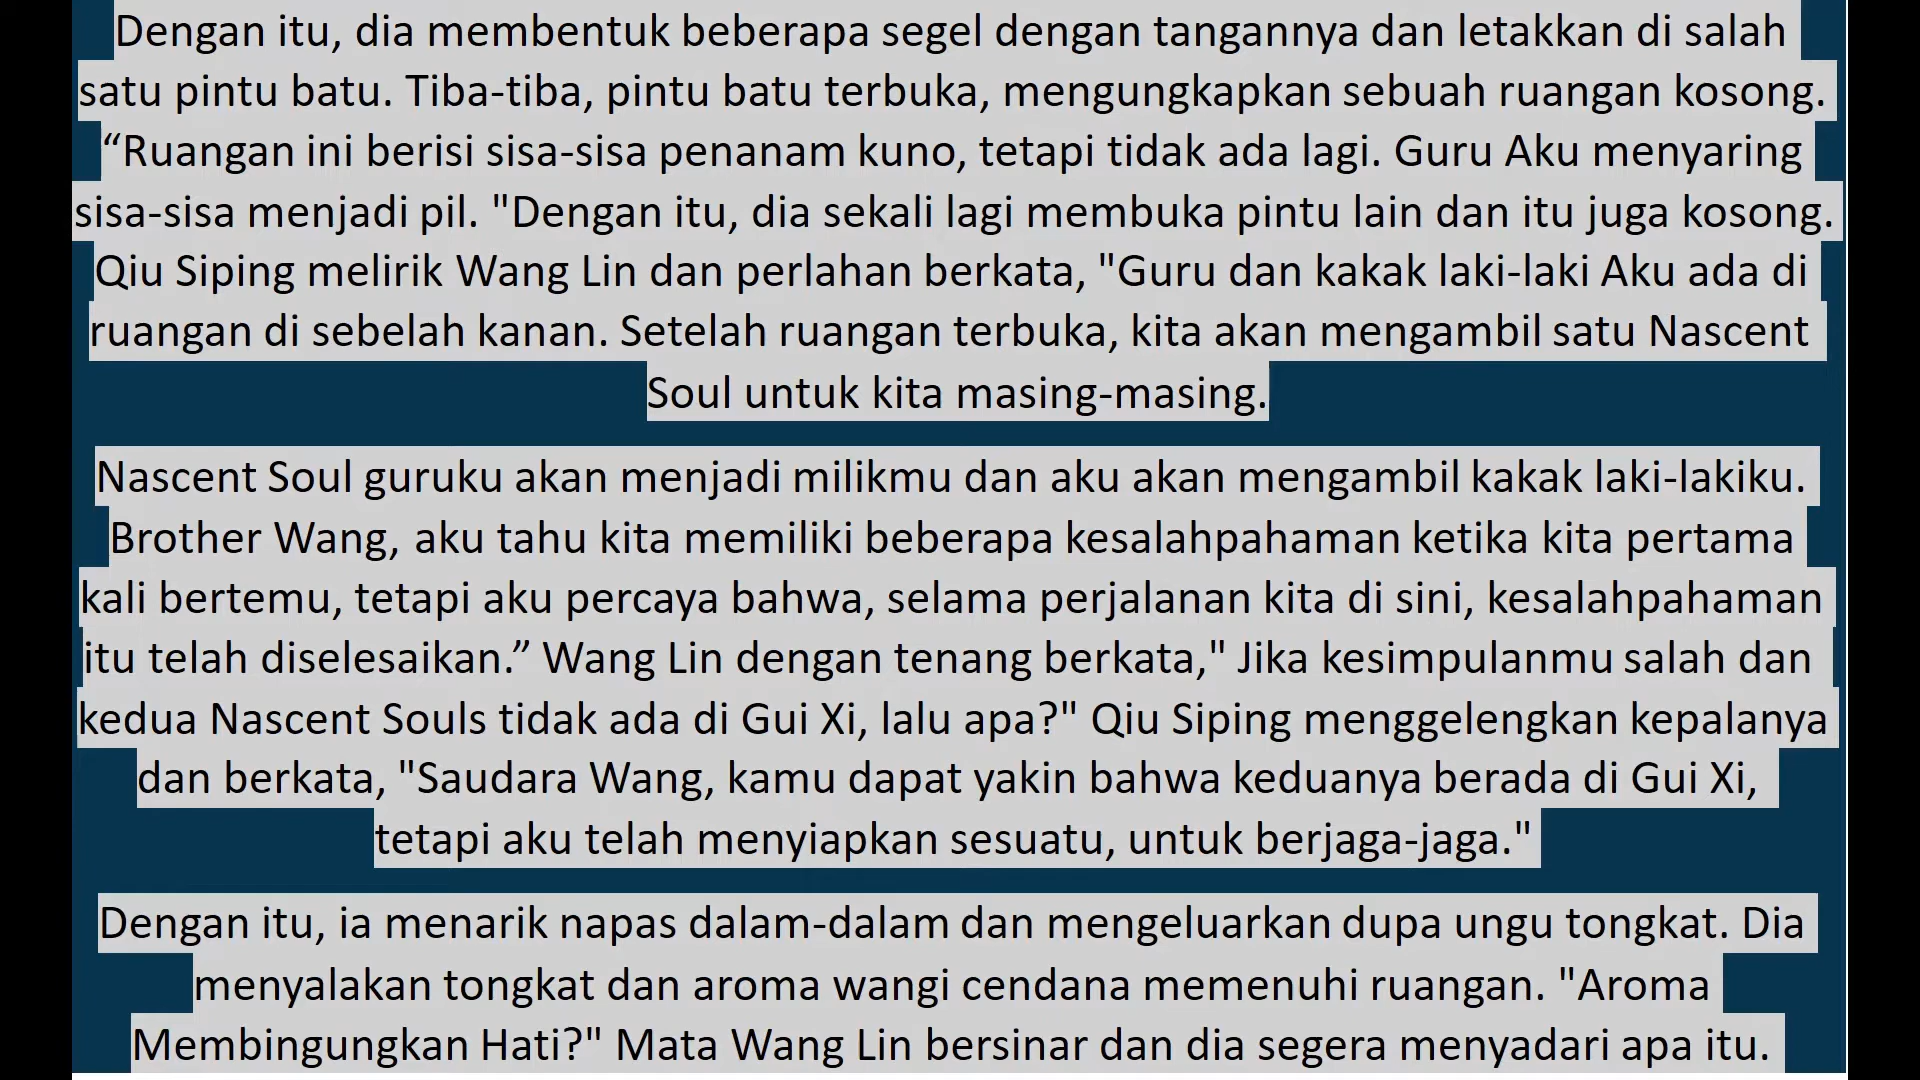 Dengan itu, dia membentuk beberapa segel dengan tangannya dan letakkan di salah
satu pintu batu. Tiba-tiba, pintu batu terbuka, mengungkapkan sebuah ruangan kosong.
“Ruangan ini berisi sisa-sisa penanam kuno, tetapi tidak ada lagi. Guru Aku menyaring
sisa-sisa menjadi pil. "Dengan itu, dia sekali lagi membuka pintu lain dan itu juga kosong.
Qiu Siping melirik Wang Lin dan perlahan berkata, "Guru dan kakak laki-laki Aku ada di
ruangan di sebelah kanan. Setelah ruangan terbuka, kita akan mengambil satu Nascent
Soul untuk kita masing-masing.
Nascent Soul guruku akan menjadi milikmu dan aku akan mengambil kakak laki-lakiku.
Brother Wang, aku tahu kita memiliki beberapa kesalahpahaman ketika kita pertama
kali bertemu, tetapi aku percaya bahwa, selama perjalanan kita di sini, kesalahpahaman
itu telah diselesaikan.” Wang Lin dengan tenang berkata," Jika kesimpulanmu salah dan
kedua Nascent Souls tidak ada di Gui Xi, lalu apa?" Qiu Siping menggelengkan kepalanya
dan berkata, "Saudara Wang, kamu dapat yakin bahwa keduanya berada di Gui Xi,
tetapi aku telah menyiapkan sesuatu, untuk berjaga-jaga."
Dengan itu, ia menarik napas dalam-dalam dan mengeluarkan dupa ungu tongkat. Dia
menyalakan tongkat dan aroma wangi cendana memenuhi ruangan. "Aroma
Membingungkan Hati?" Mata Wang Lin bersinar dan dia segera menyadari apa itu.